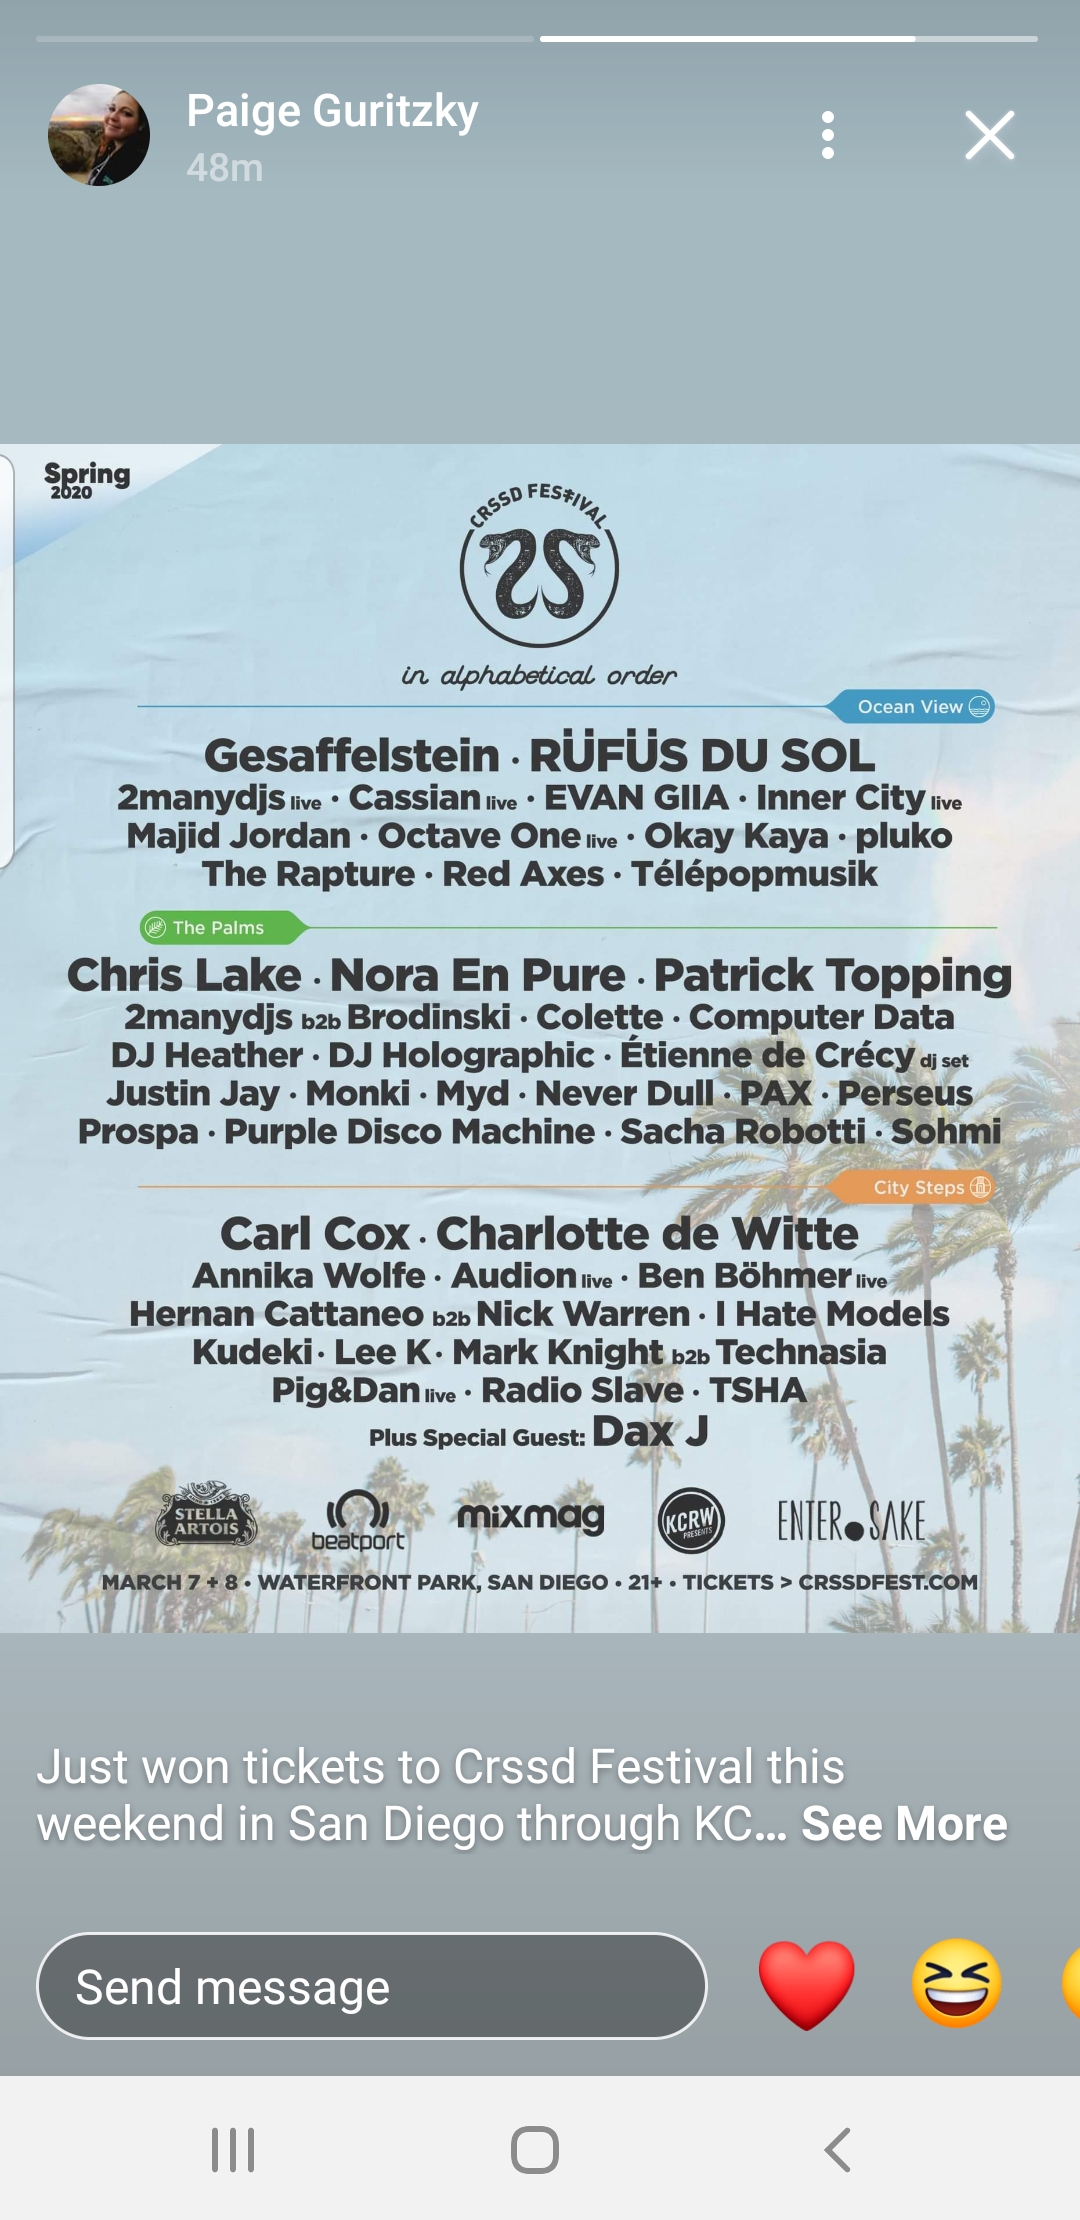 Paige Guritzky
48m
Spring
2020
CRSSD FESTIVAL
in alphabetical order
Ocean View
Gesaffelstein · RÜFÜS DU SOL
2manydjs live · Cassian live · EVAN GIIA · Inner City live
Majid Jordan · Octave One live · Okay Kaya · pluko
The Rapture · Red Axes · Télépopmusik
The Palms
Chris Lake · Nora En Pure · Patrick Topping
2manydjs b2b Brodinski · Colette · Computer Data
DJ Heather · DJ Holographic · Étienne de Crécy dj set
Justin Jay · Monki · Myd · Never Dull · PAX · Perseus
Prospa · Purple Disco Machine · Sacha Robotti · Sohmi
City Steps
Carl Cox · Charlotte de Witte
Annika Wolfe · Audion live · Ben Böhmer live
Hernan Cattaneo b2b Nick Warren · I Hate Models
Kudeki · Lee K · Mark Knight b2b Technasia
Pig&Dan live · Radio Slave · TSHA
Plus Special Guest: Dax J
STELLA ARTOIS beatport mixmag KCRW PRESENTS ENTER.SAKE
MARCH 7 + 8 • WATERFRONT PARK, SAN DIEGO • 21+ • TICKETS > CRSSDFEST.COM
Just won tickets to Crssd Festival this
weekend in San Diego through KC... See More
Send message